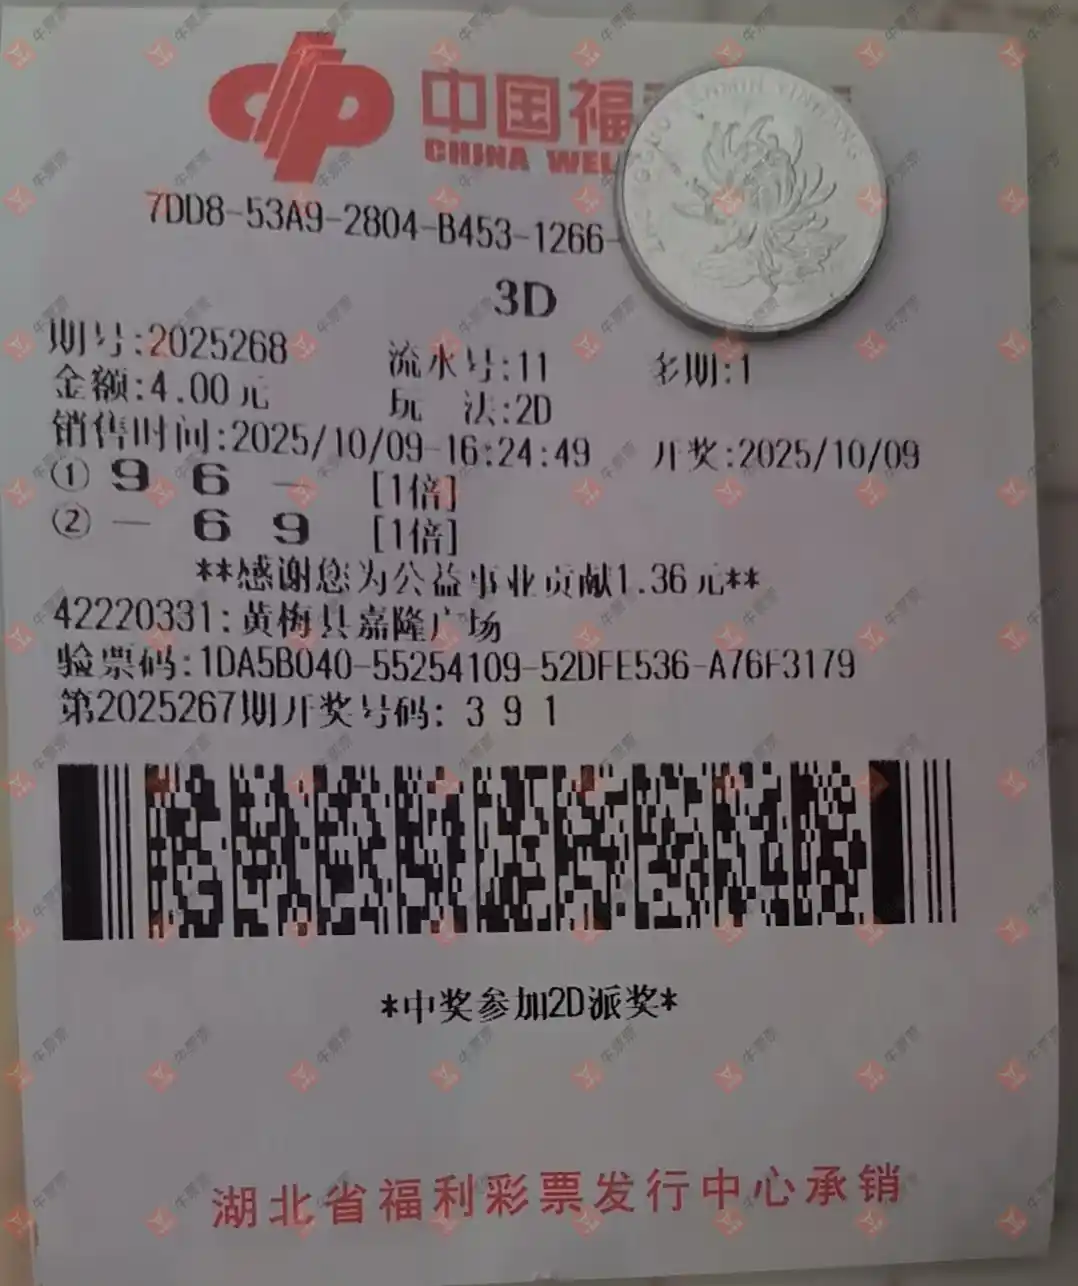 中国福
CHINA WEL
ZHONGGUO RENMIN YINHANG
7DD8-53A9-2804-B453-1266-
3D
期号:2025268 流水号:11 多期:1
金额:4.00元 玩 法:2D
销售时间:2025/10/09-16:24:49 开奖:2025/10/09
① 9 6 — [1倍]
② — 6 9 [1倍]
**感谢您为公益事业贡献1.36元**
42220331:黄梅县嘉隆广场
验票码:1DA5B040-55254109-52DFE536-A76F3179
第2025267期开奖号码: 3 9 1
*中奖参加2D派奖*
湖北省福利彩票发行中心承销